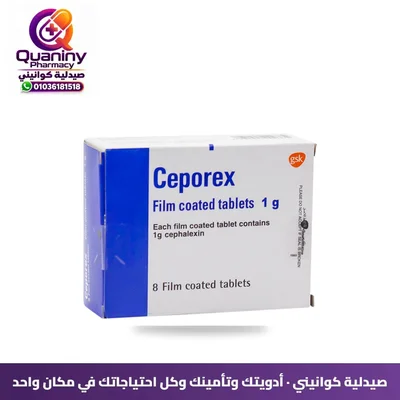 Quaniny
Pharmacy
صيدلية كوانيني
01036181518
gsk
Ceporex
Film coated tablets 1 g
Each film coated tablet contains
1g cephalexin
8 Film coated tablets
صيدلية كوانيني - أدويتك وتأمينك وكل احتياجاتك في مكان واحد